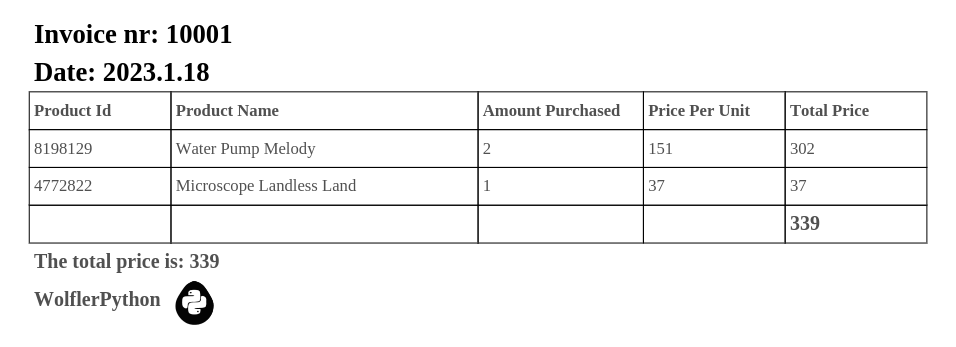 Invoice nr: 10001
Date: 2023.1.18
Product Id Product Name Amount Purchased Price Per Unit Total Price
8198129 Water Pump Melody 2 151 302
4772822 Microscope Landless Land 1 37 37
339
The total price is: 339
WolflerPython